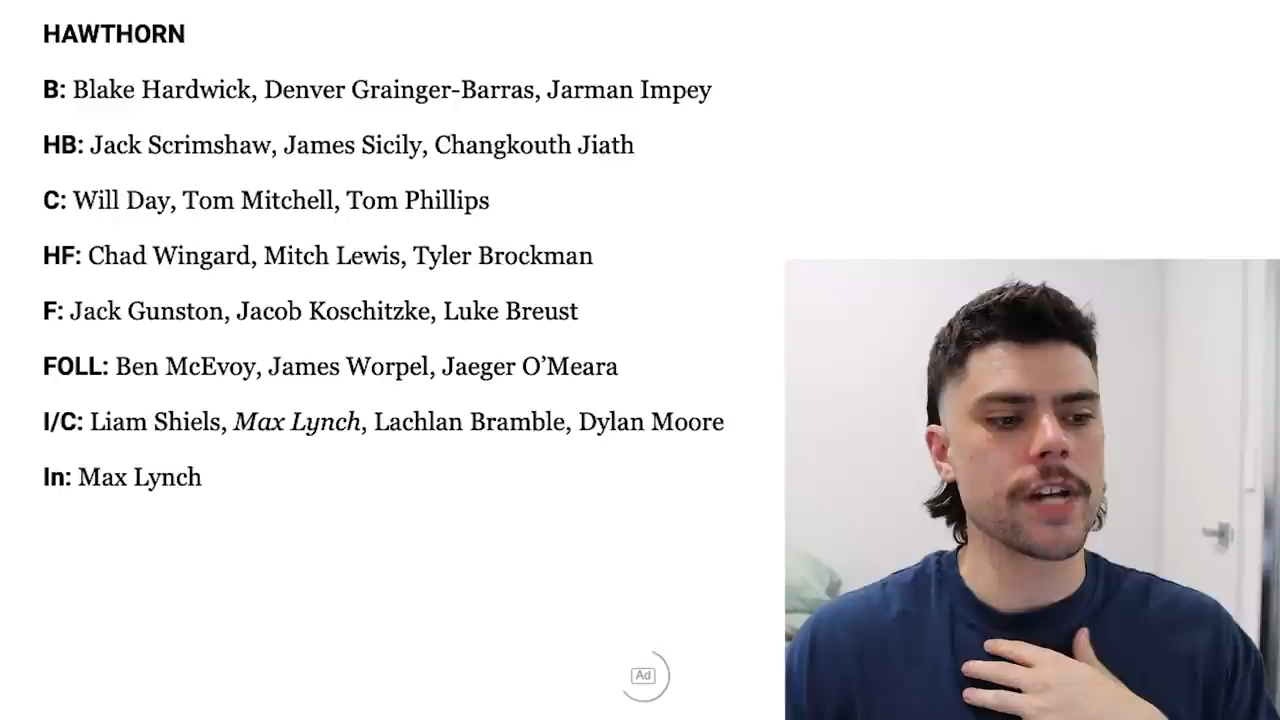 HAWTHORN
B: Blake Hardwick, Denver Grainger-Barras, Jarman Impey
HB: Jack Scrimshaw, James Sicily, Changkouth Jiath
C: Will Day, Tom Mitchell, Tom Phillips
HF: Chad Wingard, Mitch Lewis, Tyler Brockman
F: Jack Gunston, Jacob Koschitzke, Luke Breust
FOLL: Ben McEvoy, James Worpel, Jaeger O’Meara
I/C: Liam Shiels, Max Lynch, Lachlan Bramble, Dylan Moore
In: Max Lynch
Ad